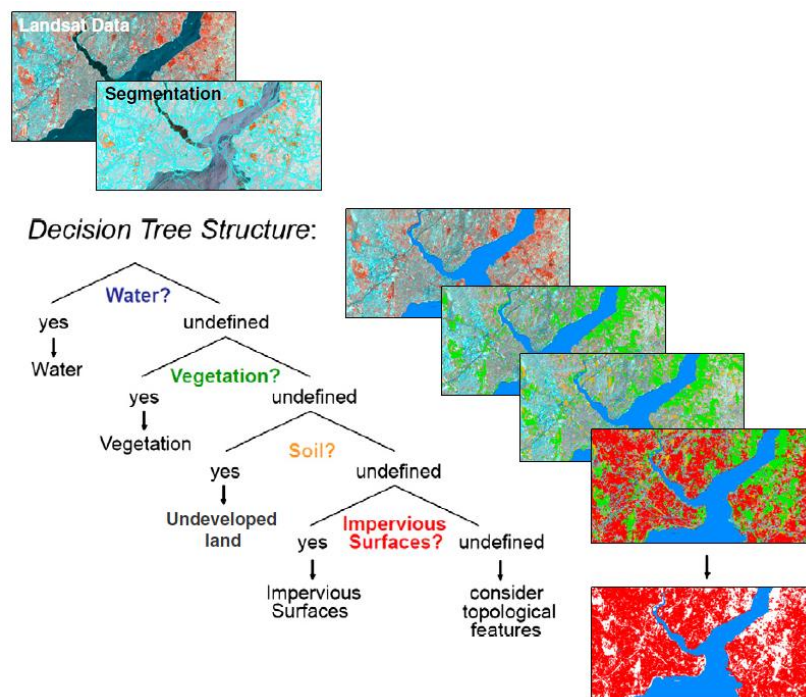 Landsat Data
Segmentation
Decision Tree Structure:
Water?
yes
undefined
Water
Vegetation?
yes
undefined
Vegetation
Soil?
yes
undefined
Undeveloped
land
Impervious
Surfaces?
yes
undefined
Impervious
Surfaces
consider
topological
features